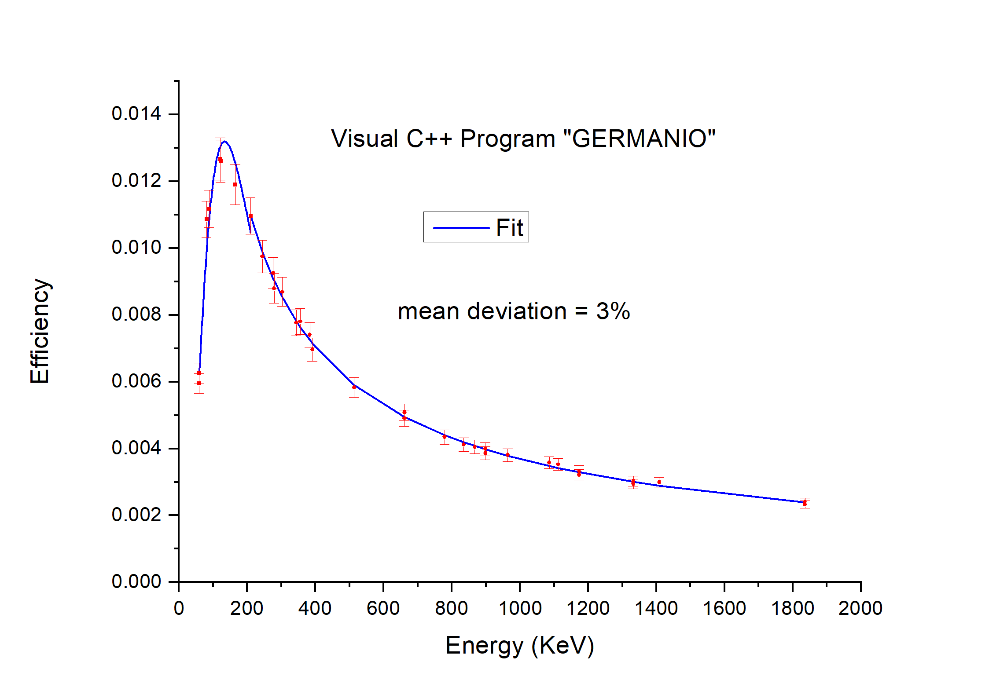 Visual C++ Program "GERMANIO"
Fit
mean deviation = 3%
Efficiency
0.014
0.012
0.010
0.008
0.006
0.004
0.002
0.000
0 200 400 600 800 1000 1200 1400 1600 1800 2000
Energy (KeV)